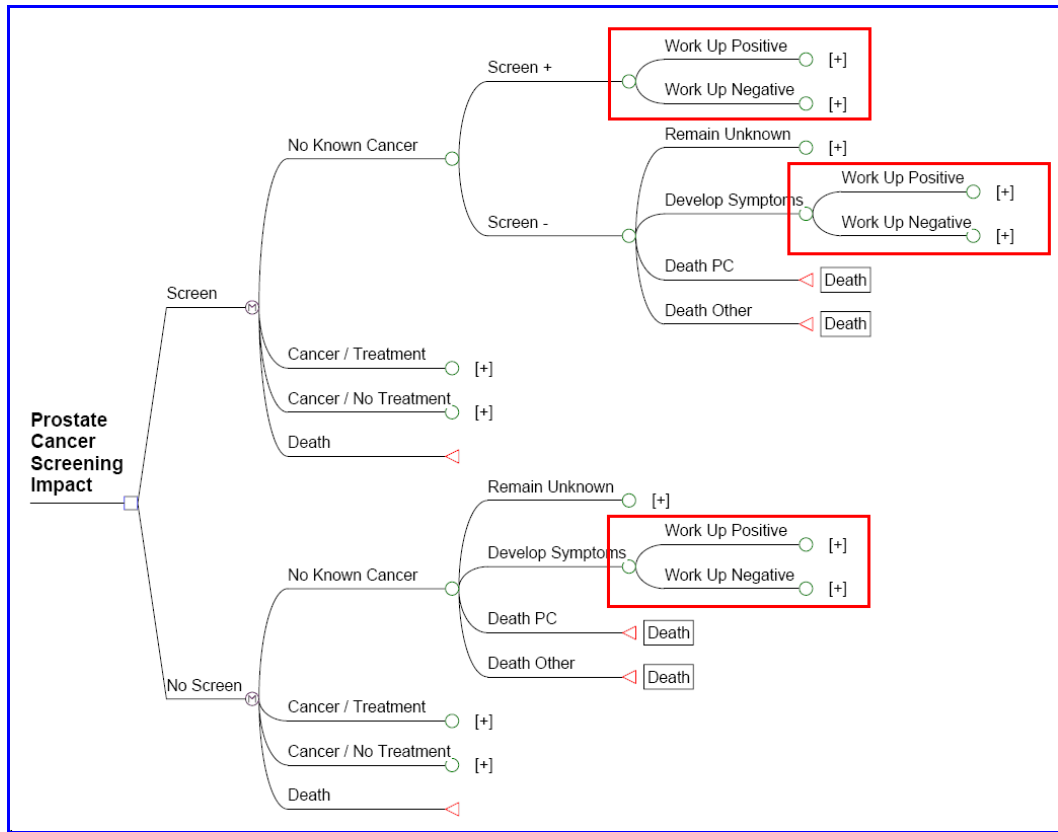 Work Up Positive
[+]
Screen +
Work Up Negative
[+]
Remain Unknown
[+]
No Known Cancer
Work Up Positive
[+]
Develop Symptoms
Screen -
Work Up Negative
[+]
Death PC
Death
Screen
M
Death Other
Death
Cancer / Treatment
[+]
Cancer / No Treatment
[+]
Death
Prostate
Cancer
Screening
Impact
Remain Unknown
[+]
Work Up Positive
[+]
Develop Symptoms
No Known Cancer
Work Up Negative
[+]
Death PC
Death
Death Other
Death
No Screen
M
Cancer / Treatment
[+]
Cancer / No Treatment
[+]
Death